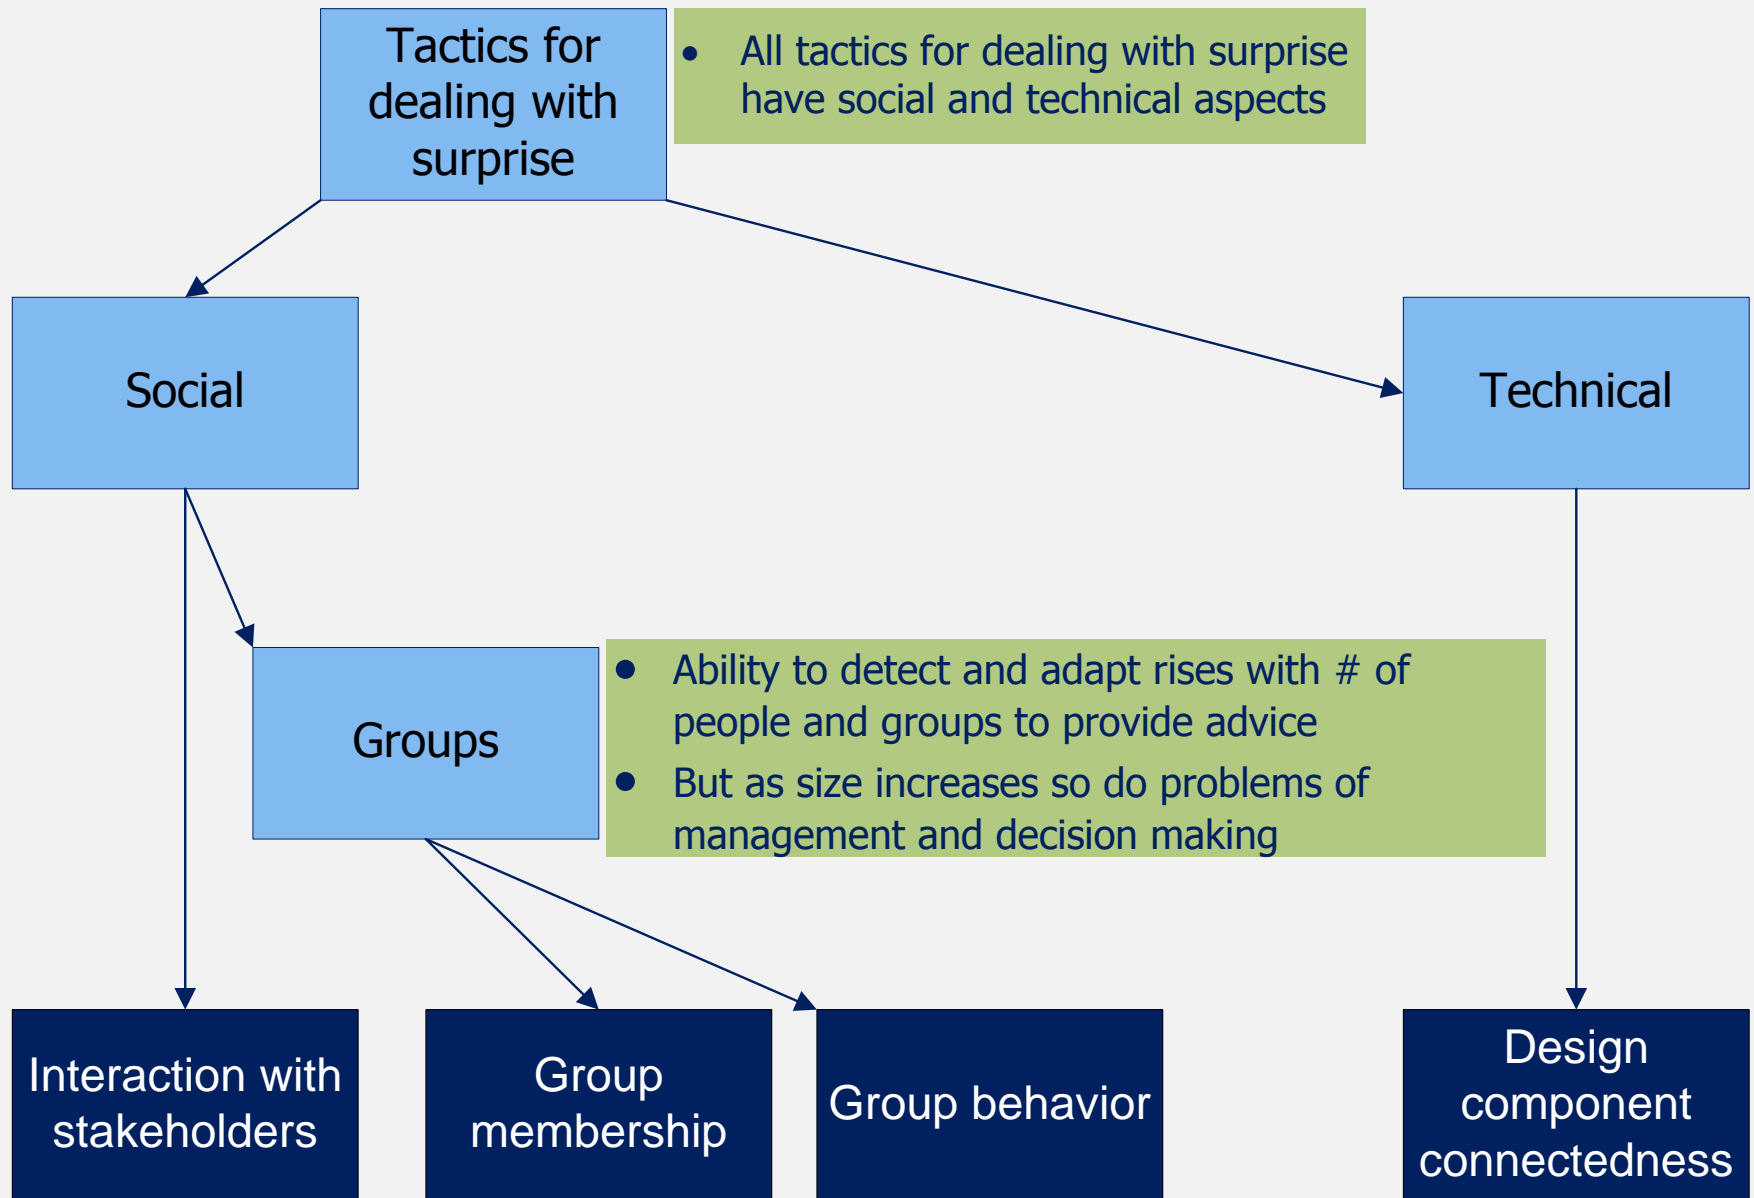 Tactics for
dealing with
surprise
• All tactics for dealing with surprise
have social and technical aspects
Social
Technical
Groups
• Ability to detect and adapt rises with # of
people and groups to provide advice
• But as size increases so do problems of
management and decision making
Interaction with
stakeholders
Group
membership
Group behavior
Design
component
connectedness